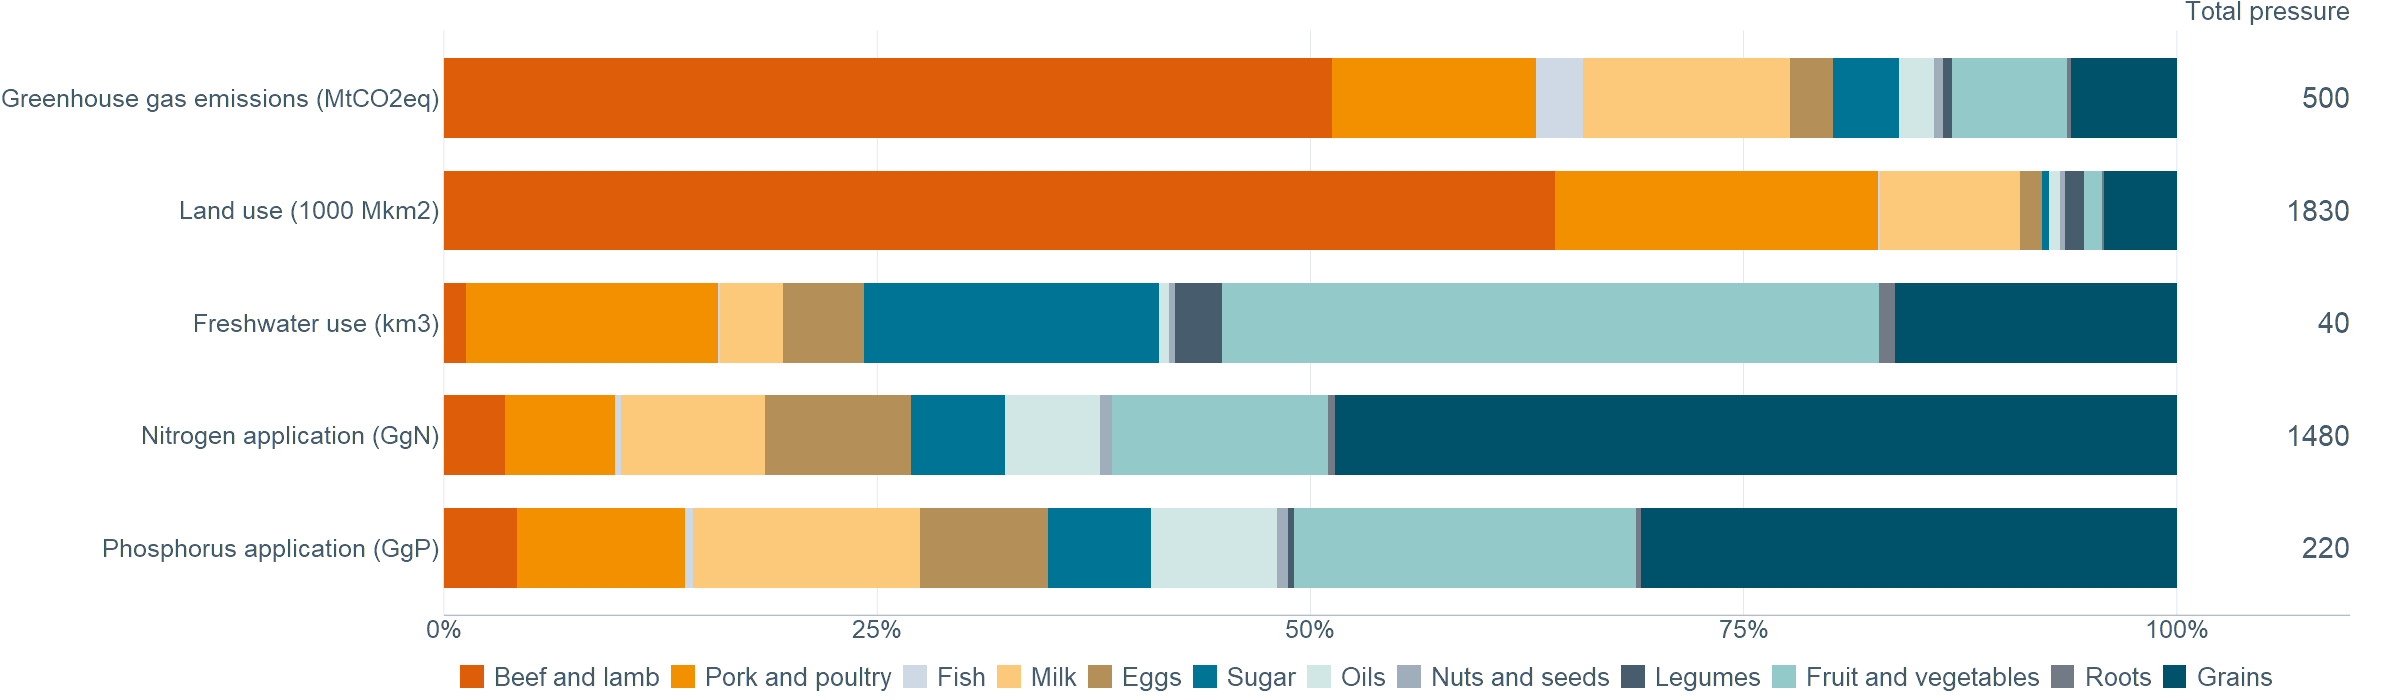 Total pressure
Greenhouse gas emissions (MtCO2eq) 500
Land use (1000 Mkm2) 1830
Freshwater use (km3) 40
Nitrogen application (GgN) 1480
Phosphorus application (GgP) 220
0% 25% 50% 75% 100%
Beef and lamb Pork and poultry Fish Milk Eggs Sugar Oils Nuts and seeds Legumes Fruit and vegetables Roots Grains